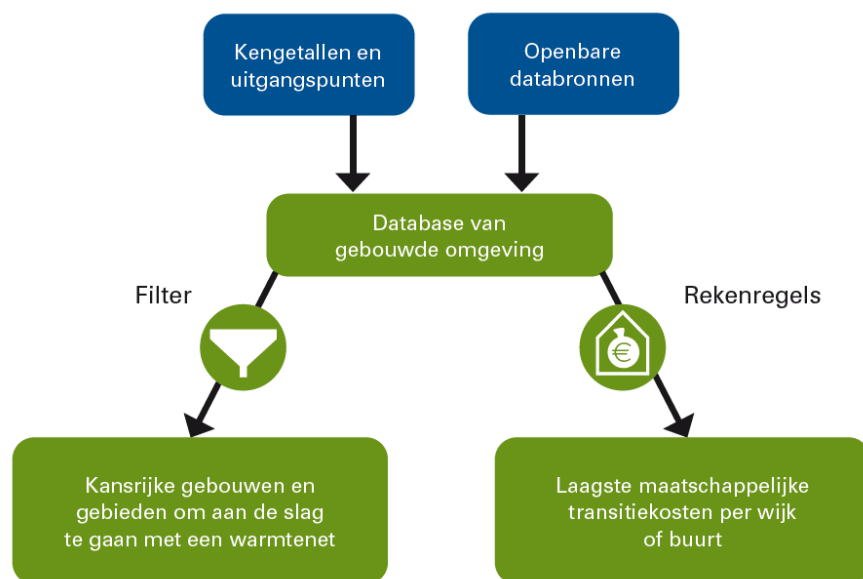 Kengetallen en
uitgangspunten
Openbare
databronnen
Database van
gebouwde omgeving
Filter
Rekenregels
€
Kansrijke gebouwen en
gebieden om aan de slag
te gaan met een warmtenet
Laagste maatschappelijke
transitiekosten per wijk
of buurt